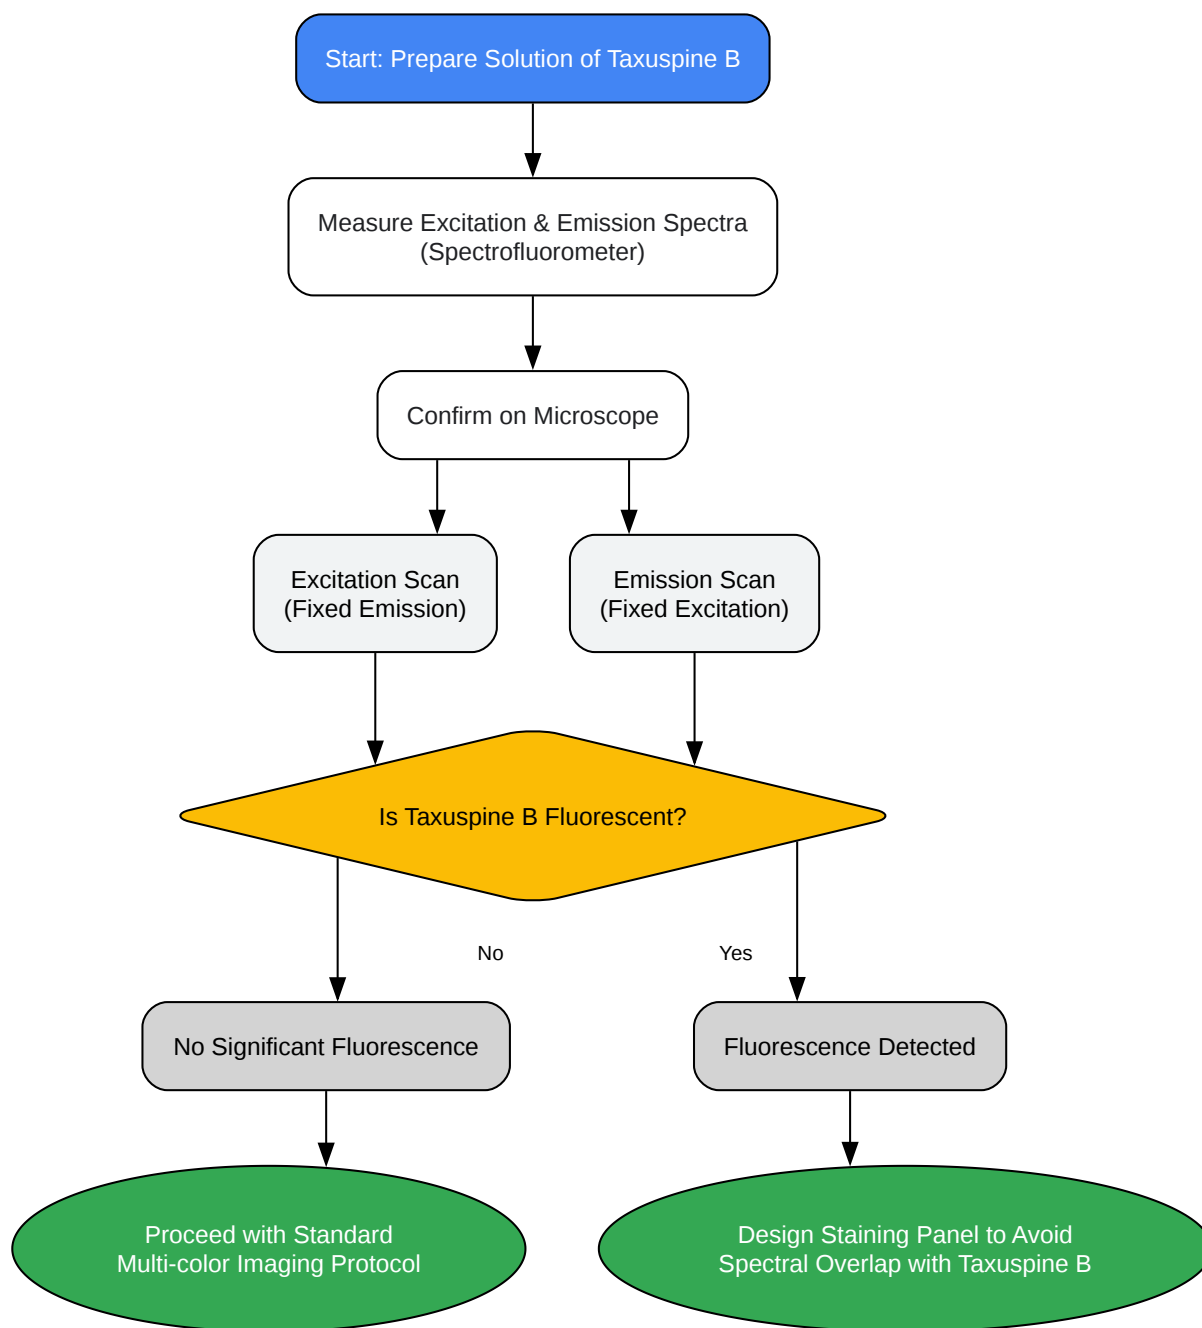 Start: Prepare Solution of Taxuspine B
Measure Excitation & Emission Spectra
(Spectrofluorometer)
Confirm on Microscope
Excitation Scan
(Fixed Emission)
Emission Scan
(Fixed Excitation)
Is Taxuspine B Fluorescent?
No
Yes
No Significant Fluorescence
Fluorescence Detected
Proceed with Standard
Multi-color Imaging Protocol
Design Staining Panel to Avoid
Spectral Overlap with Taxuspine B